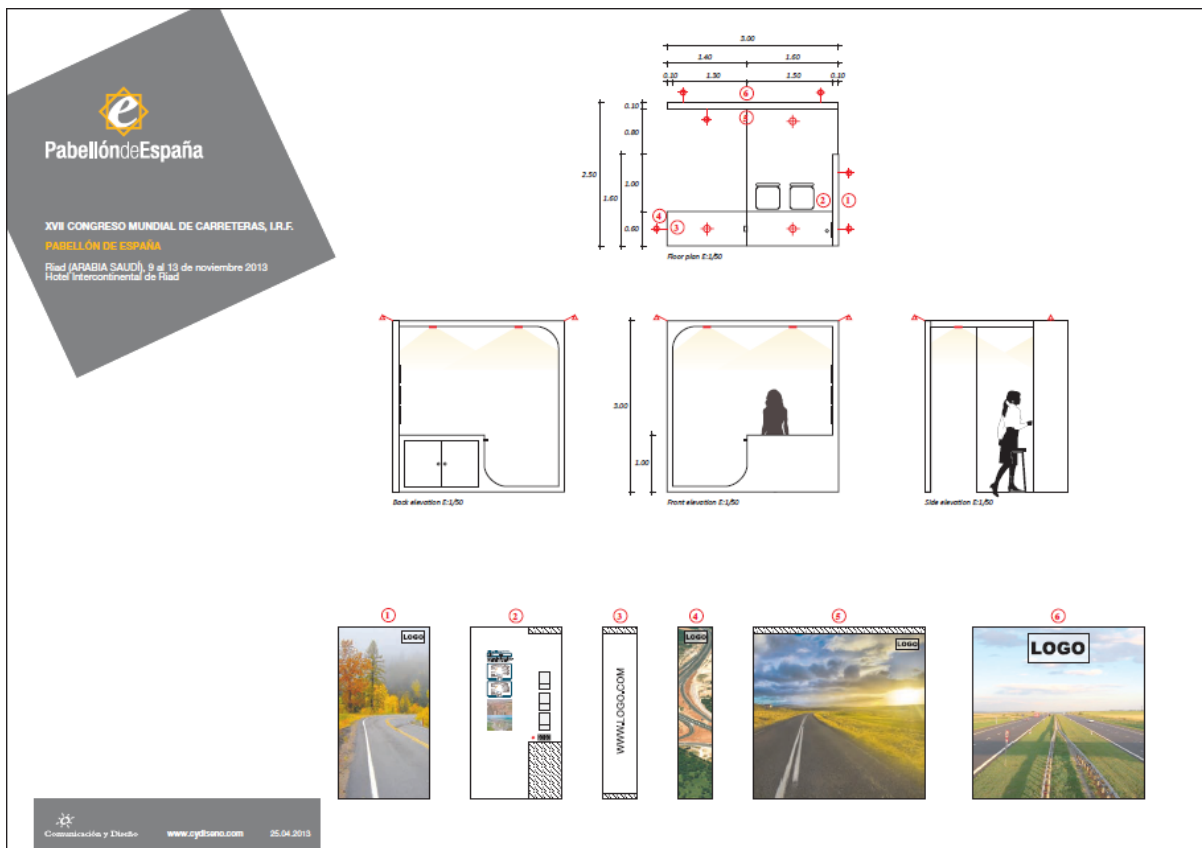 e
PabellóndeEspaña
XVII CONGRESO MUNDIAL DE CARRETERAS, I.R.F.
PABELLÓN DE ESPAÑA
Riad (ARABIA SAUDÍ), 9 al 13 de noviembre 2013
Hotel Intercontinental de Riad
3.00
1.40 1.60
0.10 1.30 1.50 0.10
6
0.10
5
0.80
2.50
1.60
1.00
2 1
4
3
0.60
Floor plan E:1/50
3.00
1.00
Back elevation E:1/50
Front elevation E:1/50
Side elevation E:1/50
1 2 3 4 5 6
LOGO
WWW.LOGO.COM
LOGO
LOGO
LOGO
Comunicación y Diseño www.cydiseno.com 25.04.2013